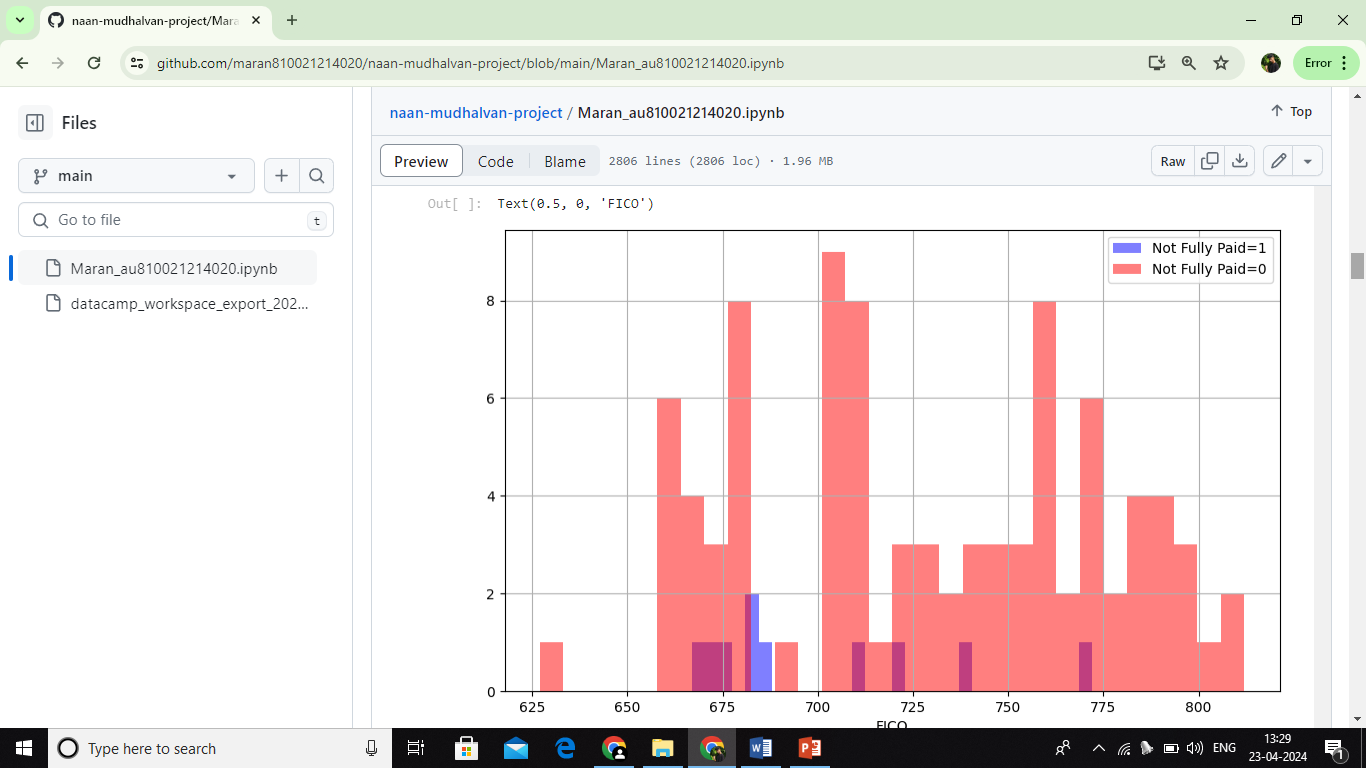 naan-mudhalvan-project/Mara
github.com/maran810021214020/naan-mudhalvan-project/blob/main/Maran_au810021214020.ipynb
Error
Files
main
Go to file
t
Maran_au810021214020.ipynb
datacamp_workspace_export_202...
naan-mudhalvan-project / Maran_au810021214020.ipynb
Top
Preview Code Blame 2806 lines (2806 loc) · 1.96 MB
Raw
Out[ ]: Text(0.5, 0, 'FICO')
Not Fully Paid=1
Not Fully Paid=0
8
6
4
2
0
625 650 675 700 725 750 775 800
FICO
Type here to search
ENG
13:29
23-04-2024
1